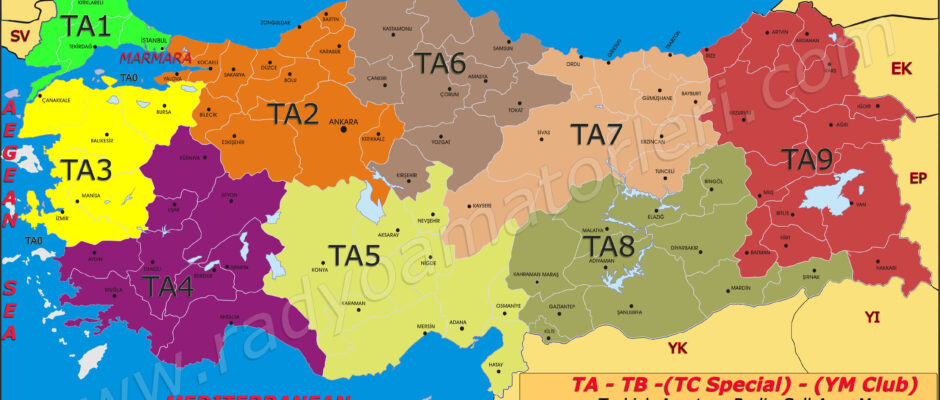 KIRKLARELİ
TA1
TEKİRDAĞ
İSTANBUL
SV
MARMARA
TA0
YALOVA
KOCAELİ
SAKARYA
DÜZCE
BOLU
ZONGULDAK
BARTIN
KARABÜK
TA2
ANKARA
BİLECİK
ESKİŞEHİR
KIRIKKALE
KASTAMONU
SAMSUN
TA6
ÇANKIRI
ÇORUM
AMASYA
TOKAT
YOZGAT
KIRŞEHİR
ORDU
GİRESUN
TRABZON
GÜMÜŞHANE
BAYBURT
TA7
SİVAS
ERZİNCAN
TUNCELİ
KAYSERİ
RİZE
ARTVİN
ARDAHAN
KARS
IĞDIR
ERZURUM
AĞRI
TA9
MUŞ
VAN
BİTLİS
SİİRT
BATMAN
HAKKARİ
EK
EP
ÇANAKKALE
BURSA
BALIKESİR
TA3
MANİSA
İZMİR
TA0
KÜTAHYA
AFYON
UŞAK
AYDIN
DENİZLİ
BURDUR
ISPARTA
TA4
MUĞLA
ANTALYA
AKSARAY
NEVŞEHİR
TA5
KONYA
NİĞDE
KARAMAN
MERSİN
ADANA
OSMANİYE
HATAY
BİNGÖL
ELAZIĞ
MALATYA
TA8
ADIYAMAN
DİYARBAKIR
KAHRAMAN MARAŞ
GAZİANTEP
ŞANLIURFA
MARDİN
ŞIRNAK
KİLİS
YK
YI
AEGEAN SEA
MEDITERRANEAN
www.radyoamatorleri.com
TA - TB -(TC Special) - (YM Club)
Turkish Amateur Radio Call Area Map